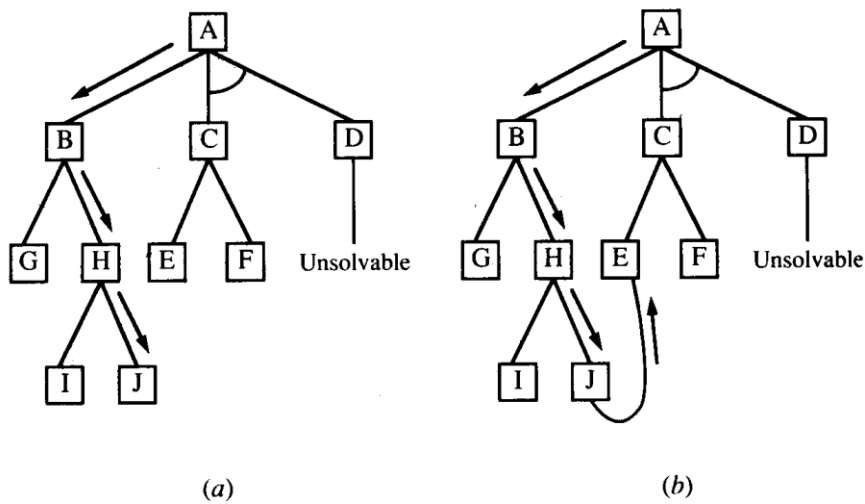 A A
B C D B C D
G H E F Unsolvable G H E F Unsolvable
I J I J
(a) (b)